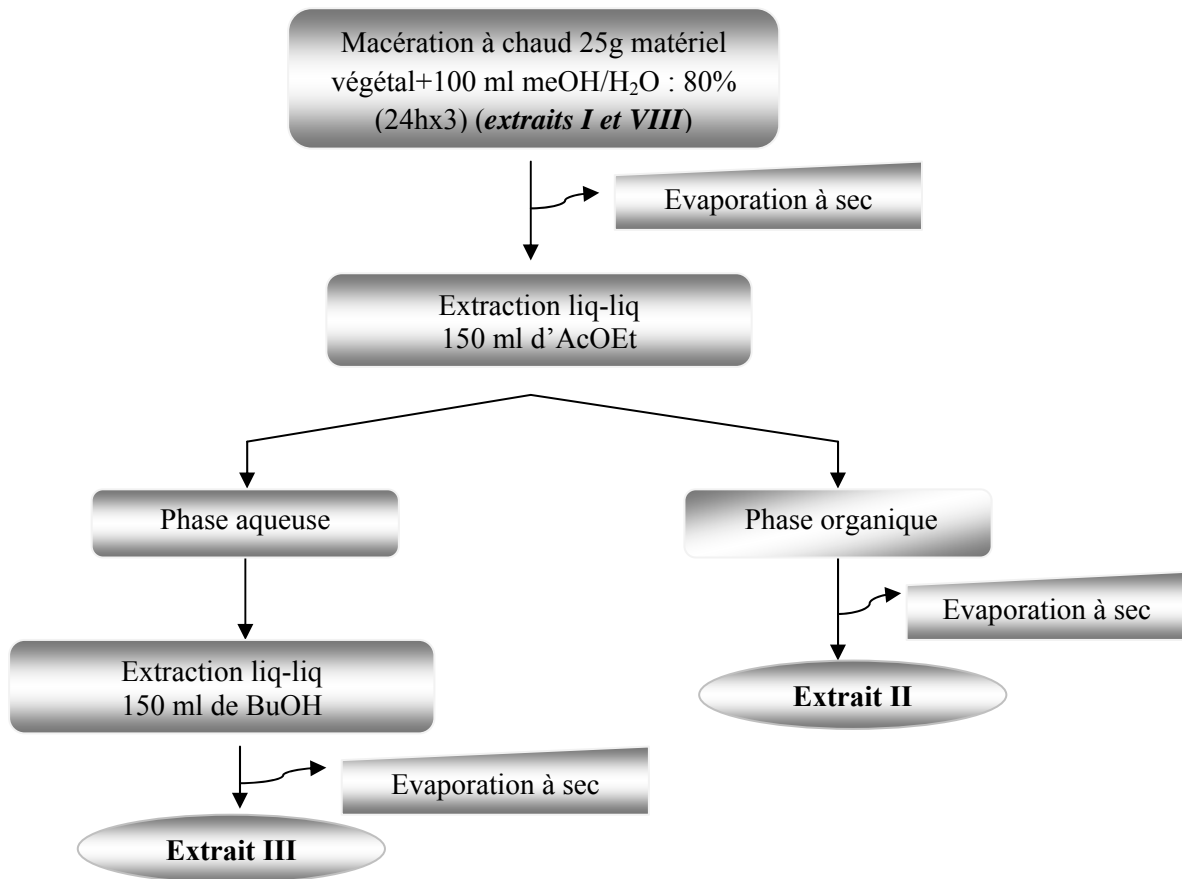 Macération à chaud 25g matériel
végétal+100 ml meOH/H₂O : 80%
(24hx3) (extraits I et VIII)
Evaporation à sec
Extraction liq-liq
150 ml d’AcOEt
Phase aqueuse
Phase organique
Evaporation à sec
Extraction liq-liq
150 ml de BuOH
Extrait II
Evaporation à sec
Extrait III